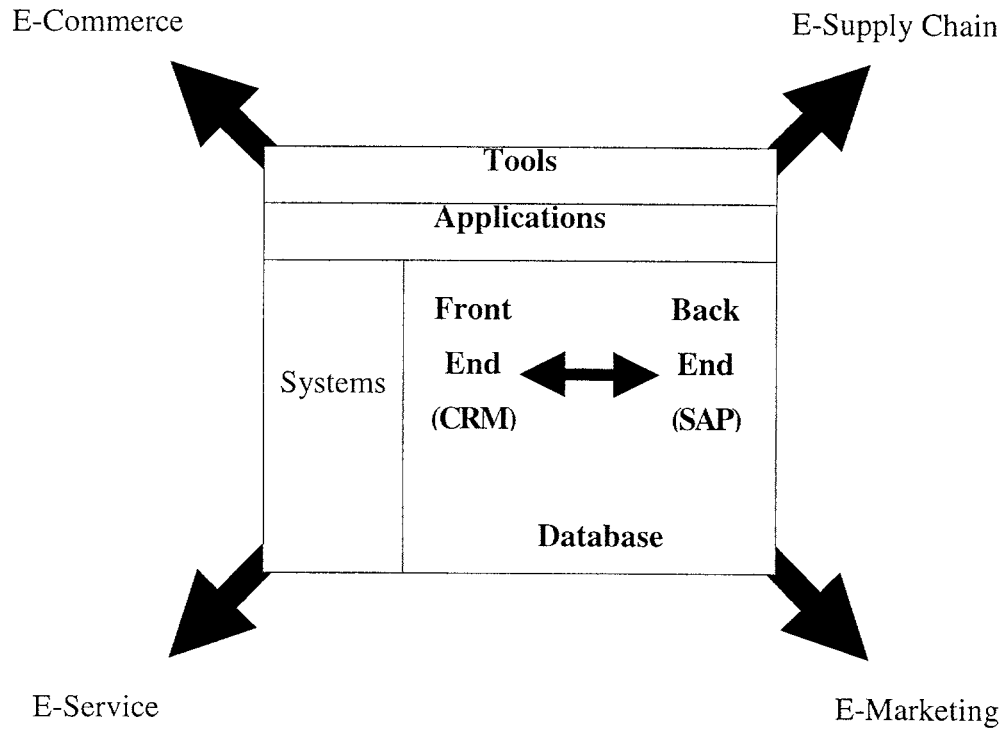 E-Commerce
E-Supply Chain
Tools
Applications
Systems
Front
End
(CRM)
Back
End
(SAP)
Database
E-Service
E-Marketing